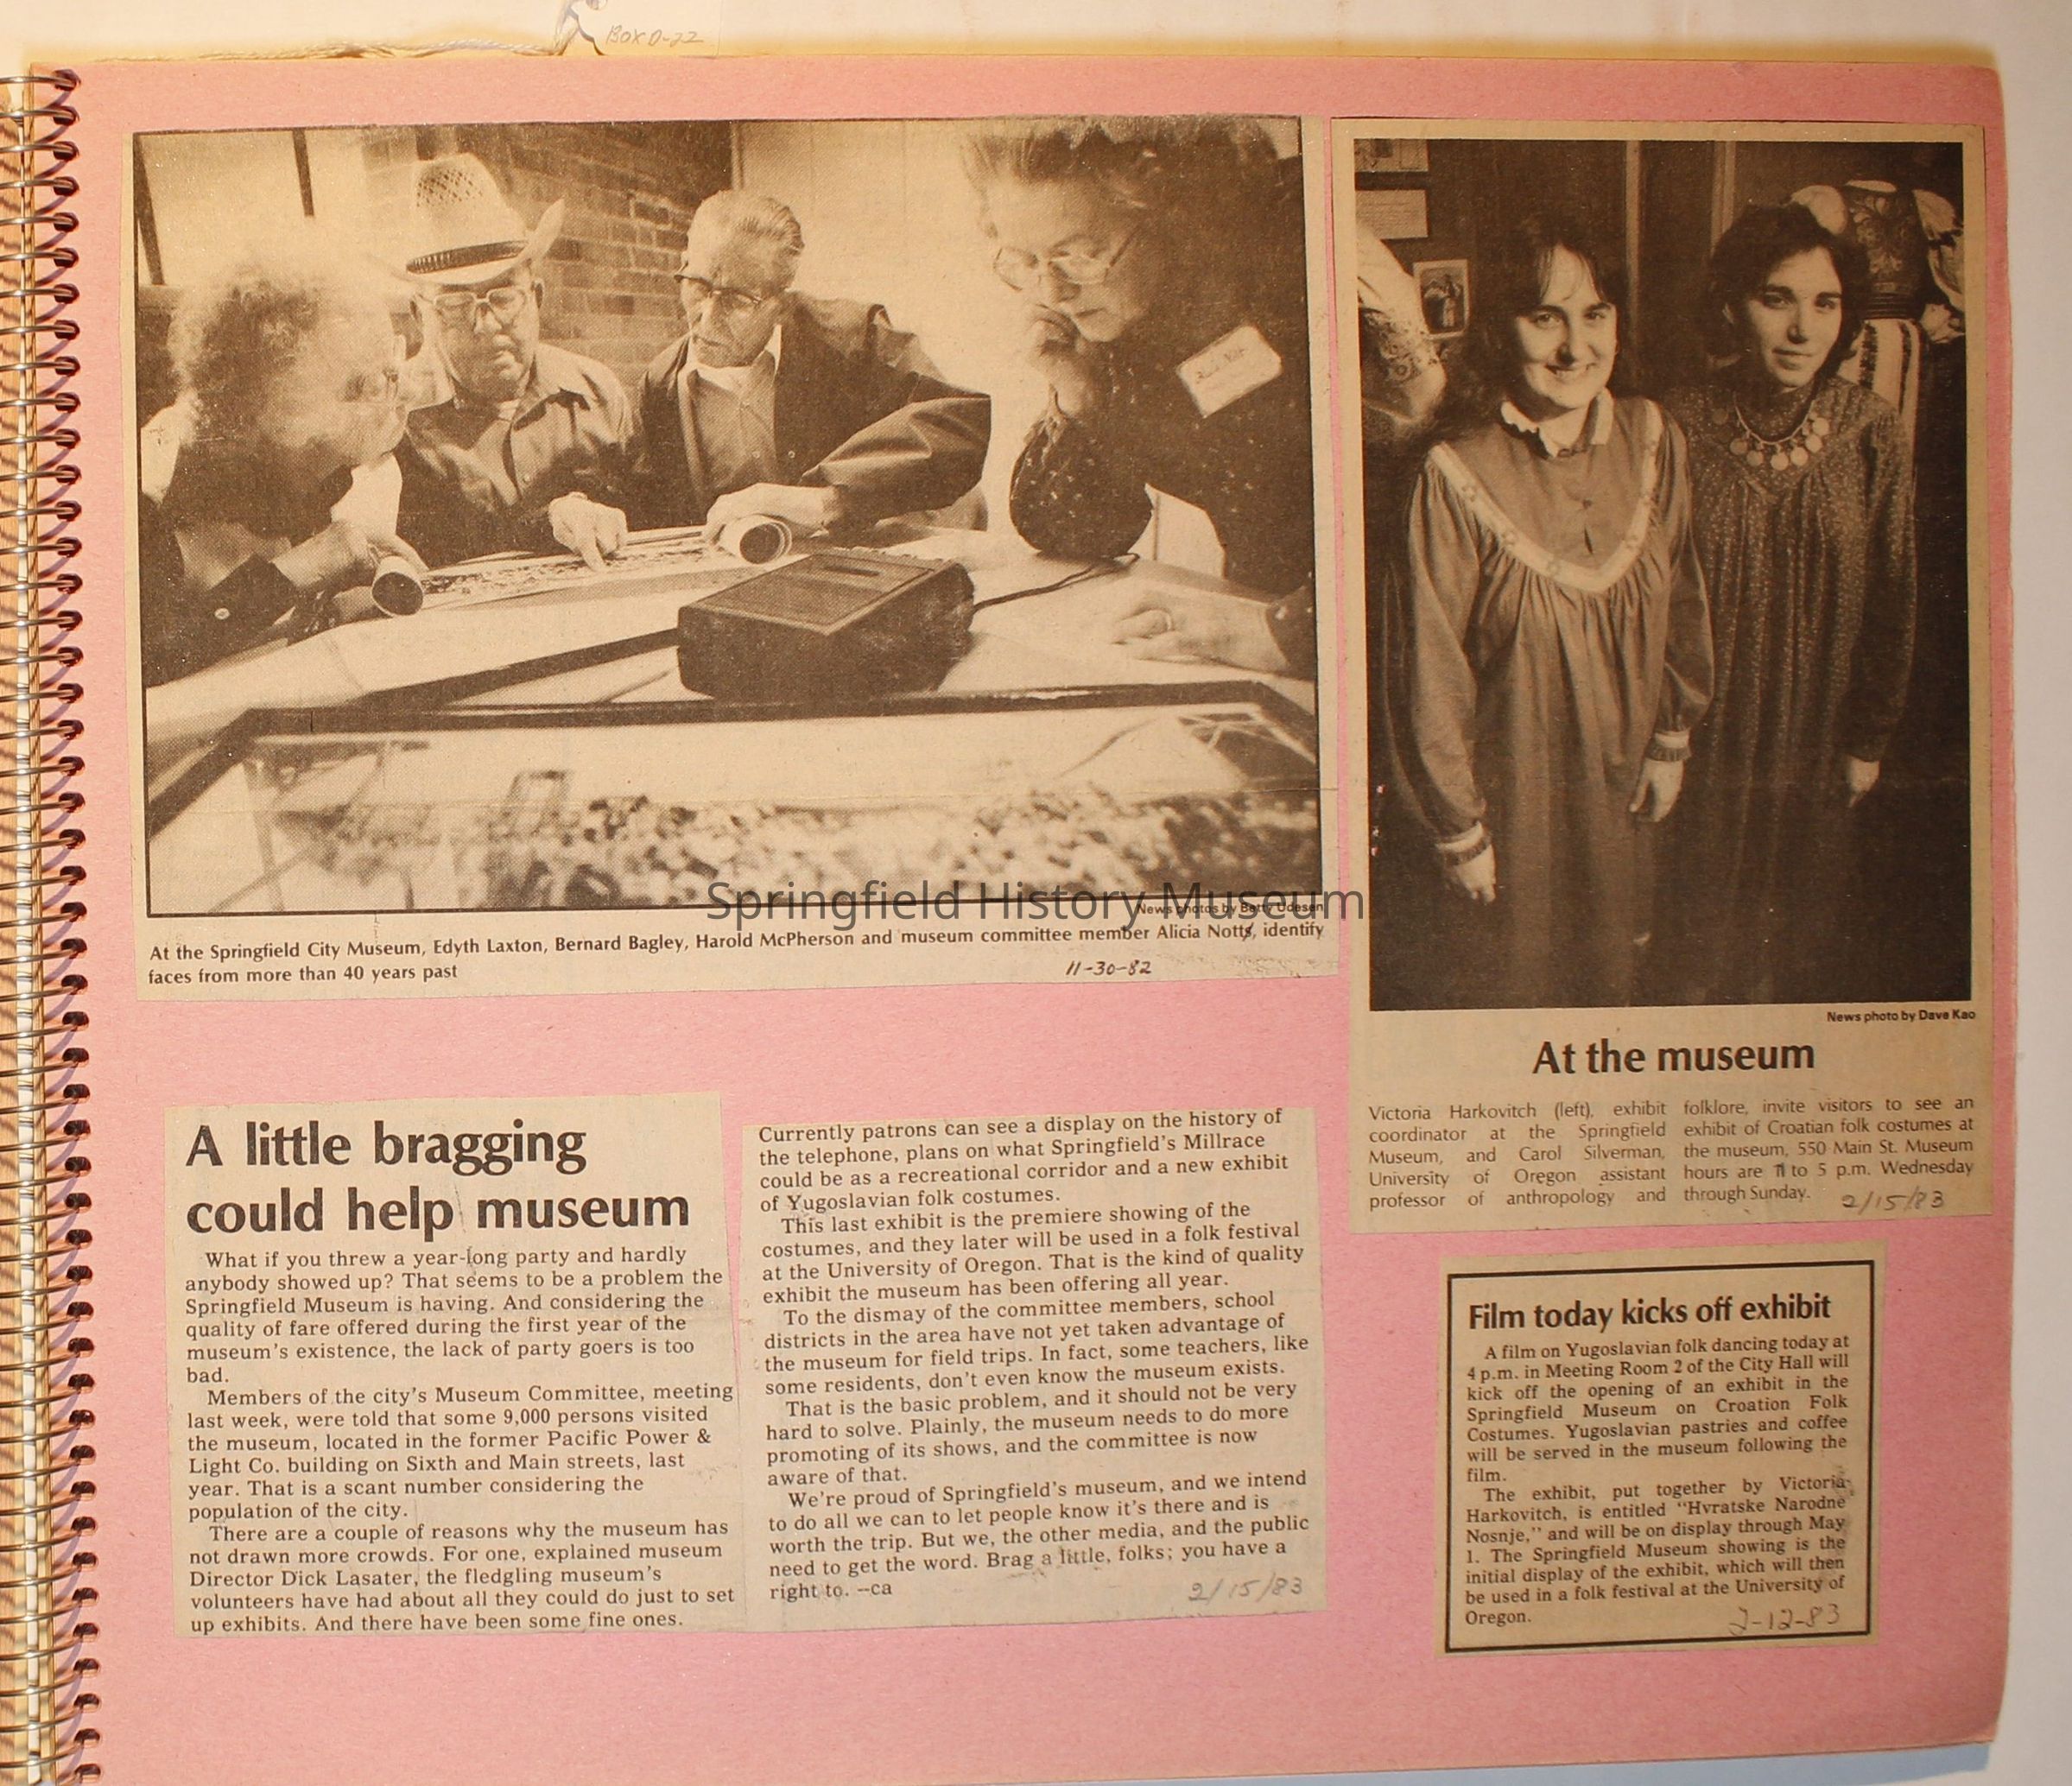 Box 0-22
News photos by Betty Udesen
Springfield History Museum
At the Springfield City Museum, Edyth Laxton, Bernard Bagley, Harold McPherson and museum committee member Alicia Notts, identify
faces from more than 40 years past
11-30-82
News photo by Dave Kao
At the museum
Victoria Harkovitch (left), exhibit
coordinator at the Springfield
Museum, and Carol Silverman,
University of Oregon assistant
professor of anthropology and
folklore, invite visitors to see an
exhibit of Croatian folk costumes at
the museum, 550 Main St. Museum
hours are 11 to 5 p.m. Wednesday
through Sunday.
2/15/83
A little bragging
could help museum
What if you threw a year-long party and hardly
anybody showed up? That seems to be a problem the
Springfield Museum is having. And considering the
quality of fare offered during the first year of the
museum's existence, the lack of party goers is too
bad.
Members of the city's Museum Committee, meeting
last week, were told that some 9,000 persons visited
the museum, located in the former Pacific Power &
Light Co. building on Sixth and Main streets, last
year. That is a scant number considering the
population of the city.
There are a couple of reasons why the museum has
not drawn more crowds. For one, explained museum
Director Dick Lasater, the fledgling museum's
volunteers have had about all they could do just to set
up exhibits. And there have been some fine ones.
Currently patrons can see a display on the history of
the telephone, plans on what Springfield's Millrace
could be as a recreational corridor and a new exhibit
of Yugoslavian folk costumes.
This last exhibit is the premiere showing of the
costumes, and they later will be used in a folk festival
at the University of Oregon. That is the kind of quality
exhibit the museum has been offering all year.
To the dismay of the committee members, school
districts in the area have not yet taken advantage of
the museum for field trips. In fact, some teachers, like
some residents, don't even know the museum exists.
That is the basic problem, and it should not be very
hard to solve. Plainly, the museum needs to do more
promoting of its shows, and the committee is now
aware of that.
We're proud of Springfield's museum, and we intend
to do all we can to let people know it's there and is
worth the trip. But we, the other media, and the public
need to get the word. Brag a little, folks; you have a
right to. --ca
2/15/83
Film today kicks off exhibit
A film on Yugoslavian folk dancing today at
4 p.m. in Meeting Room 2 of the City Hall will
kick off the opening of an exhibit in the
Springfield Museum on Croation Folk
Costumes. Yugoslavian pastries and coffee
will be served in the museum following the
film.
The exhibit, put together by Victoria
Harkovitch, is entitled "Hvratske Narodne
Nosnje," and will be on display through May
1. The Springfield Museum showing is the
initial display of the exhibit, which will then
be used in a folk festival at the University of
Oregon.
2-12-83